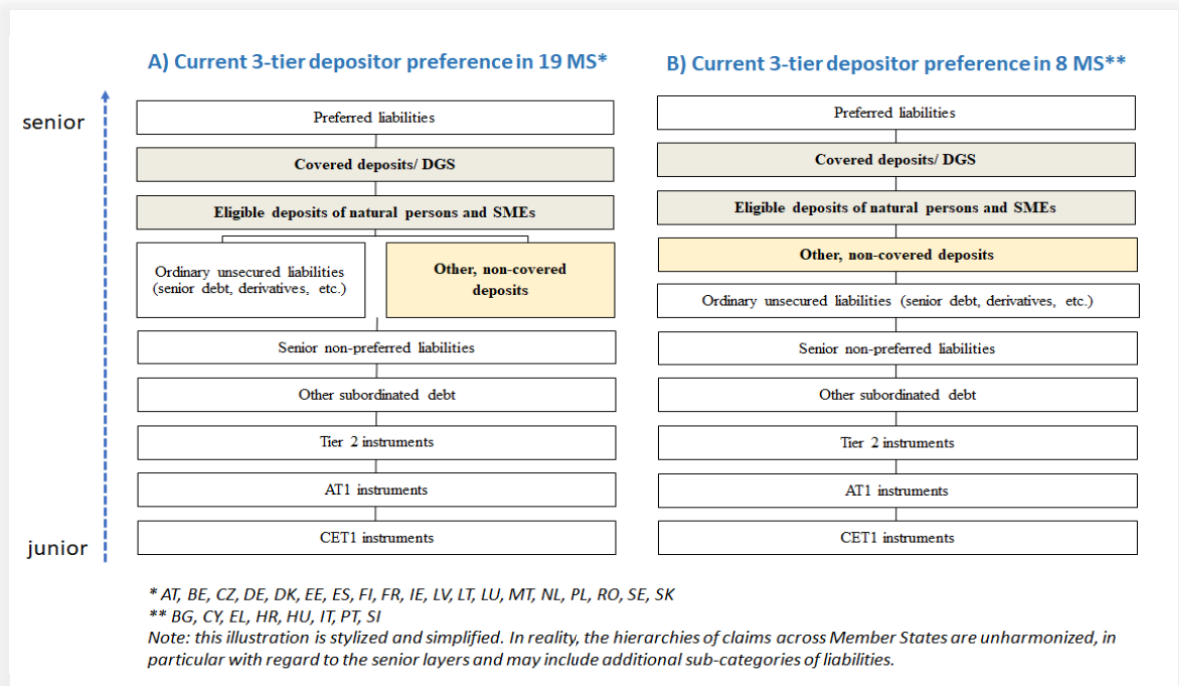 A) Current 3-tier depositor preference in 19 MS*
senior
Preferred liabilities
Covered deposits/ DGS
Eligible deposits of natural persons and SMEs
Ordinary unsecured liabilities
(senior debt, derivatives, etc.)
Other, non-covered
deposits
Senior non-preferred liabilities
Other subordinated debt
Tier 2 instruments
AT1 instruments
CET1 instruments
junior
B) Current 3-tier depositor preference in 8 MS**
Preferred liabilities
Covered deposits/ DGS
Eligible deposits of natural persons and SMEs
Other, non-covered deposits
Ordinary unsecured liabilities (senior debt, derivatives, etc.)
Senior non-preferred liabilities
Other subordinated debt
Tier 2 instruments
AT1 instruments
CET1 instruments
* AT, BE, CZ, DE, DK, EE, ES, FI, FR, IE, LV, LT, LU, MT, NL, PL, RO, SE, SK
** BG, CY, EL, HR, HU, IT, PT, SI
Note: this illustration is stylized and simplified. In reality, the hierarchies of claims across Member States are unharmonized, in
particular with regard to the senior layers and may include additional sub-categories of liabilities.